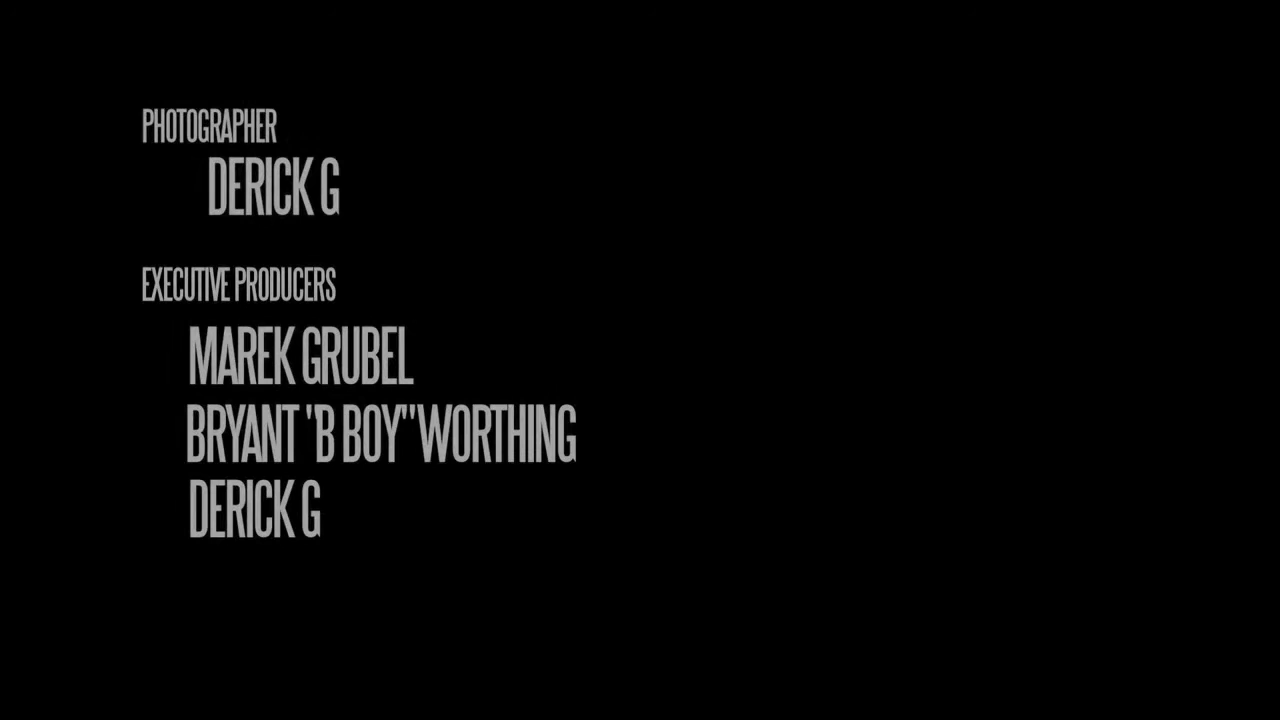 PHOTOGRAPHER
DERICK G
EXECUTIVE PRODUCERS
MAREK GRUBEL
BRYANT "B BOY" WORTHING
DERICK G